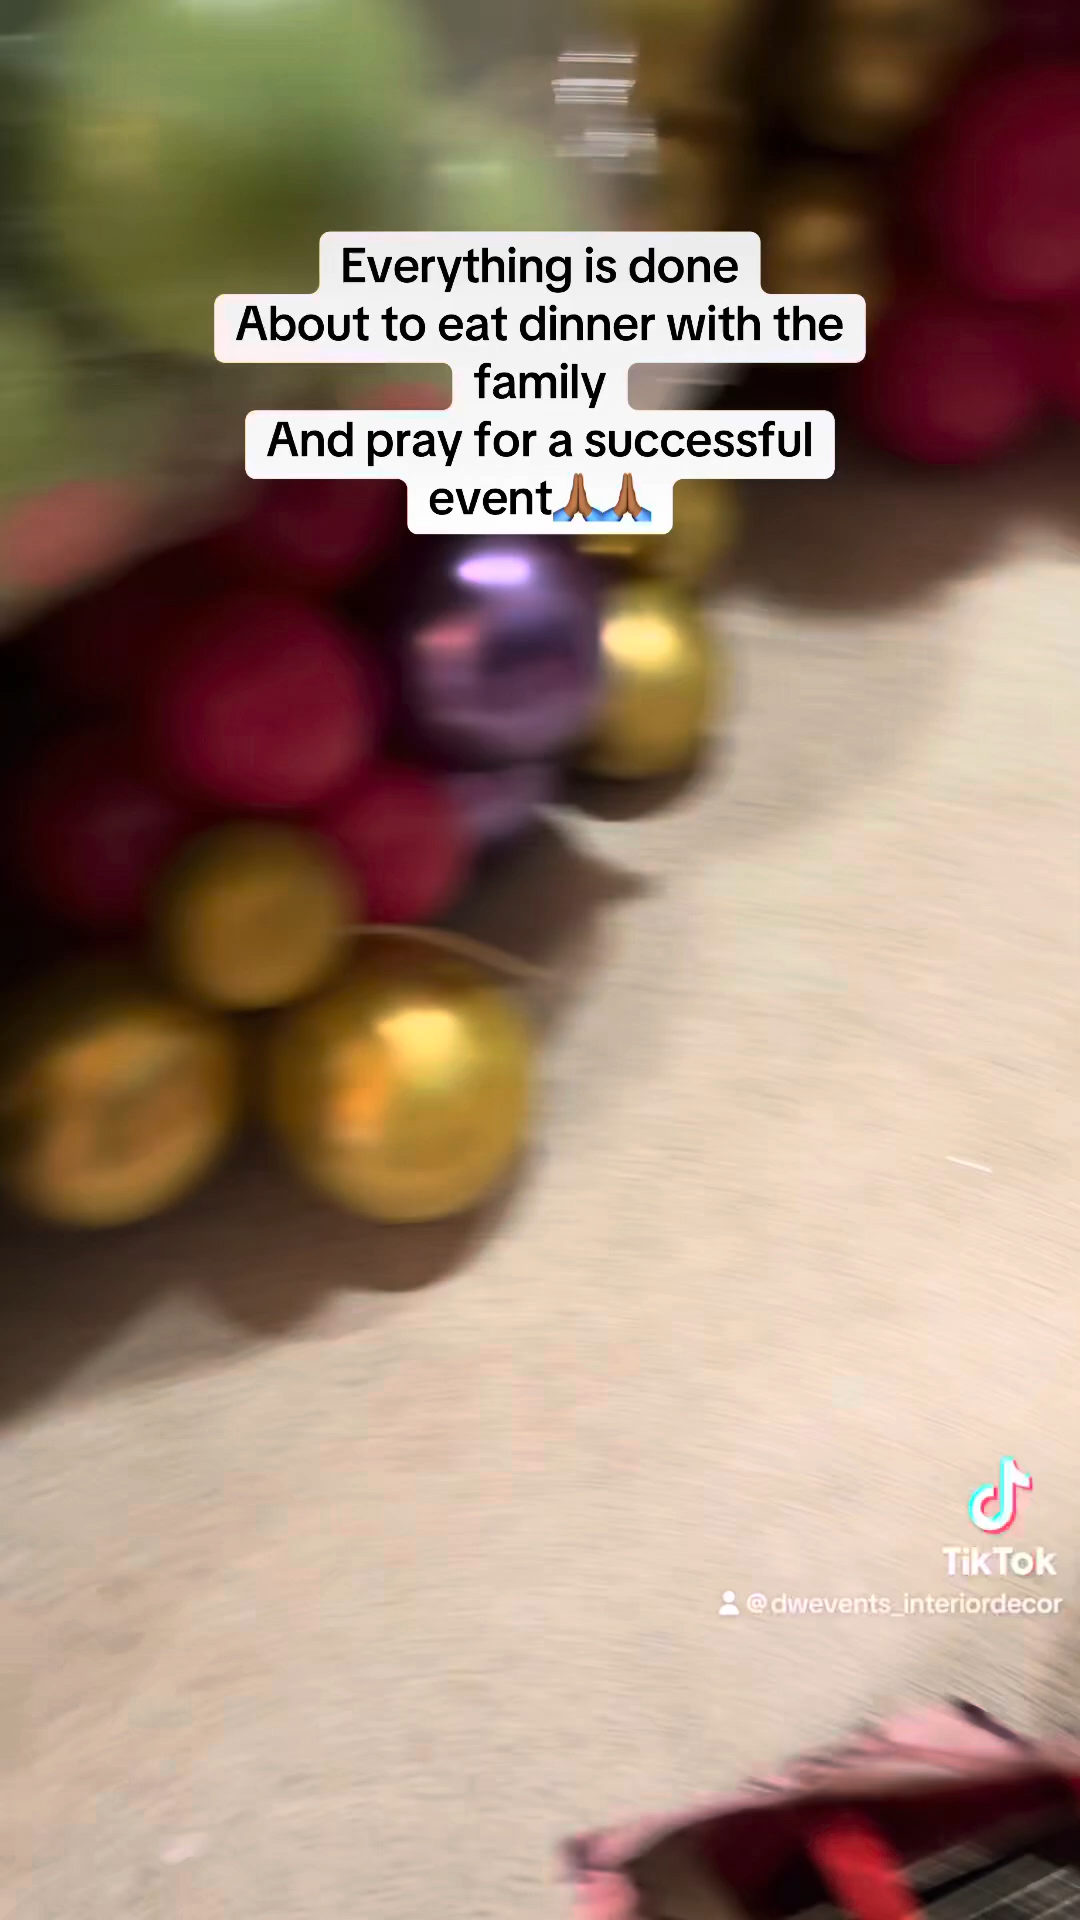 Everything is done
About to eat dinner with the
family
And pray for a successful
event🙏🏾🙏🏾
TikTok
@dwevents_interiordecor